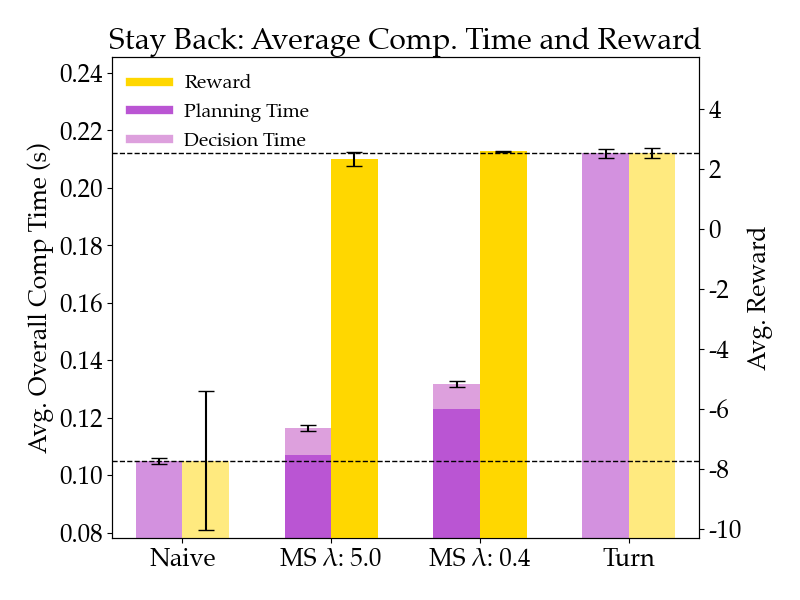 Stay Back: Average Comp. Time and Reward
Reward
Planning Time
Decision Time
Avg. Overall Comp Time (s)
0.24
0.22
0.20
0.18
0.16
0.14
0.12
0.10
0.08
4
2
0
-2
-4
-6
-8
-10
Avg. Reward
Naive
MS λ: 5.0
MS λ: 0.4
Turn